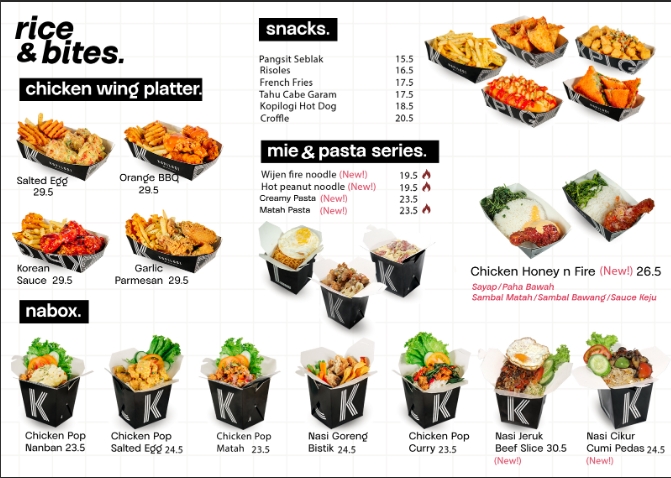 rice
& bites.
chicken wing platter.
Salted Egg
29.5
Orange BBQ
29.5
Korean
Sauce 29.5
Garlic
Parmesan 29.5
snacks.
Pangsit Seblak 15.5
Risoles 16.5
French Fries 17.5
Tahu Cabe Garam 17.5
Kopilogi Hot Dog 18.5
Croffle 20.5
mie & pasta series.
Wijen fire noodle (New!) 19.5
Hot peanut noodle (New!) 19.5
Creamy Pasta (New!) 23.5
Matah Pasta (New!) 23.5
Chicken Honey n Fire (New!) 26.5
Sayap/Paha Bawah
Sambal Matah/Sambal Bawang/Sauce Keju
nabox.
K
K
K
K
K
K
K
Chicken Pop
Nanban 23.5
Chicken Pop
Salted Egg 24.5
Chicken Pop
Matah 23.5
Nasi Goreng
Bistik 24.5
Chicken Pop
Curry 23.5
Nasi Jeruk
Beef Slice 30.5
(New!)
Nasi Cikur
Cumi Pedas 24.5
(New!)